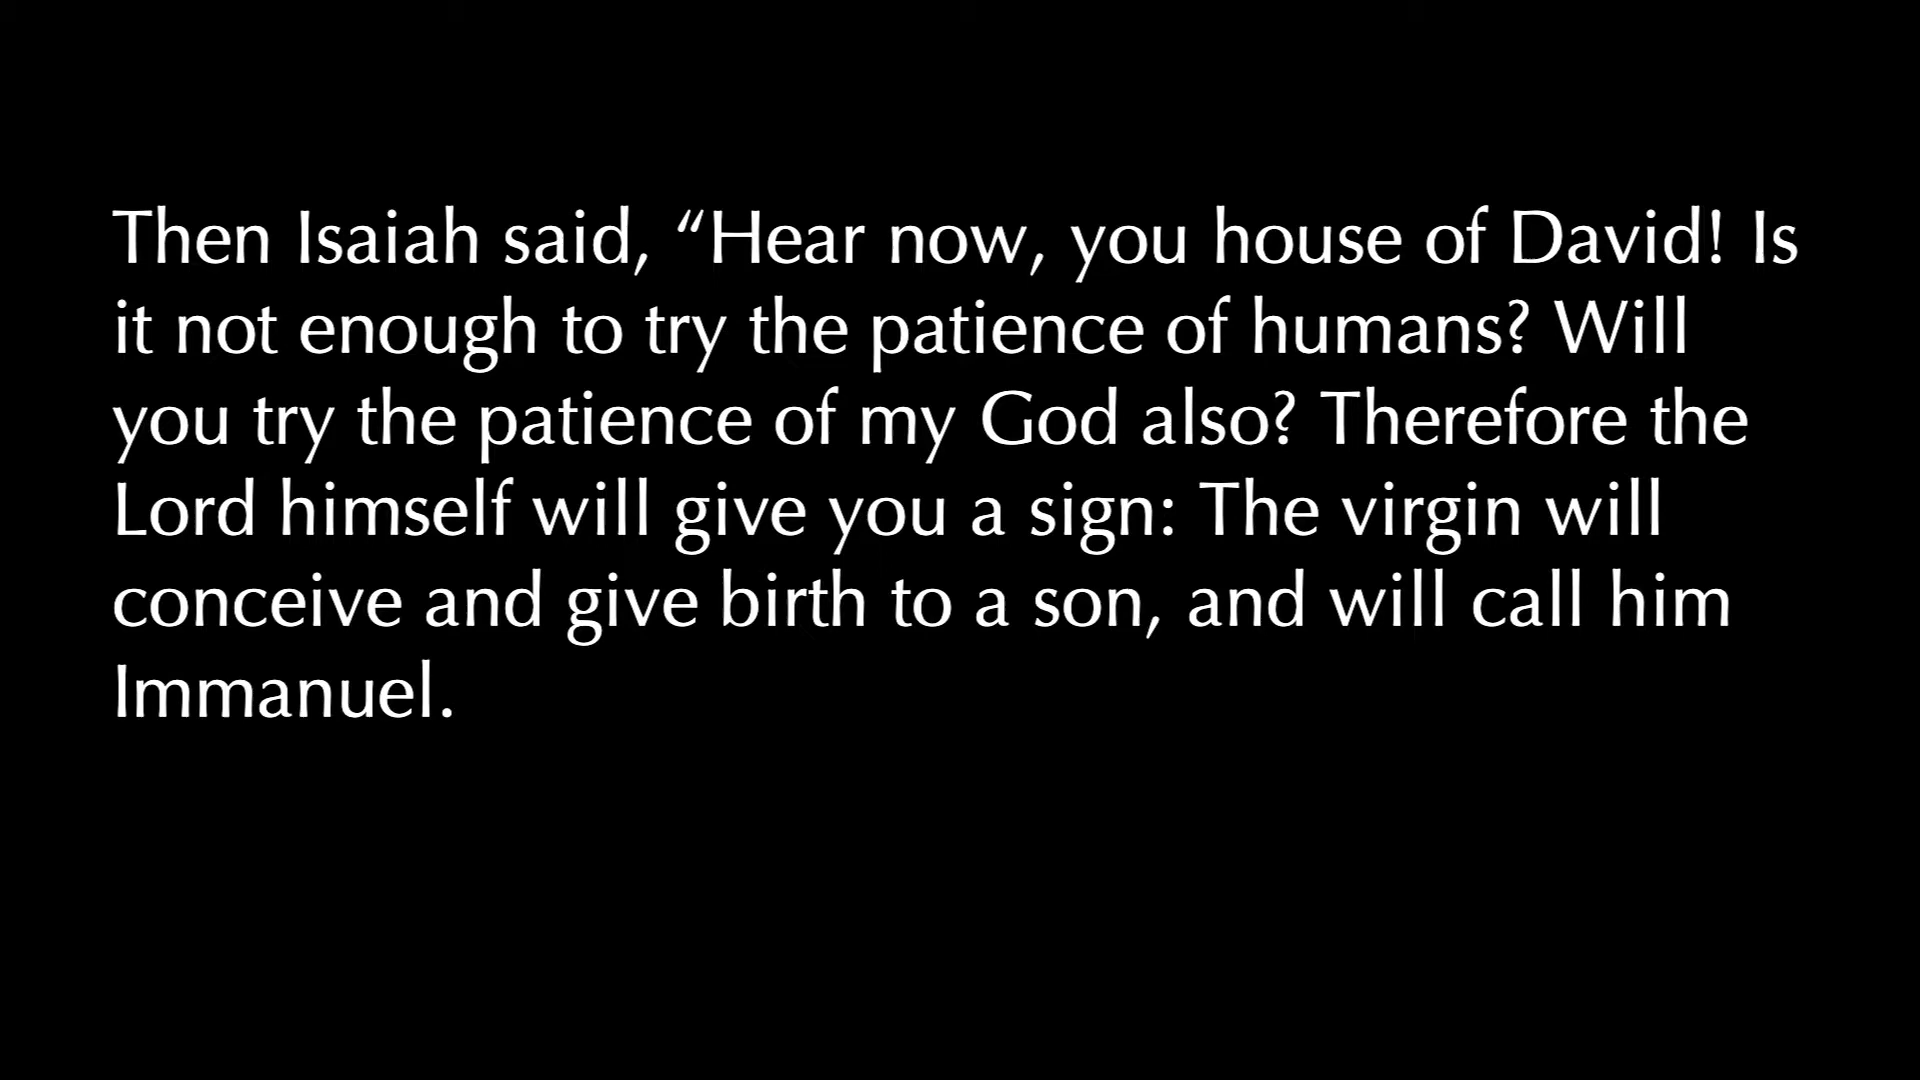 Then Isaiah said, “Hear now, you house of David! Is
it not enough to try the patience of humans? Will
you try the patience of my God also? Therefore the
Lord himself will give you a sign: The virgin will
conceive and give birth to a son, and will call him
Immanuel.